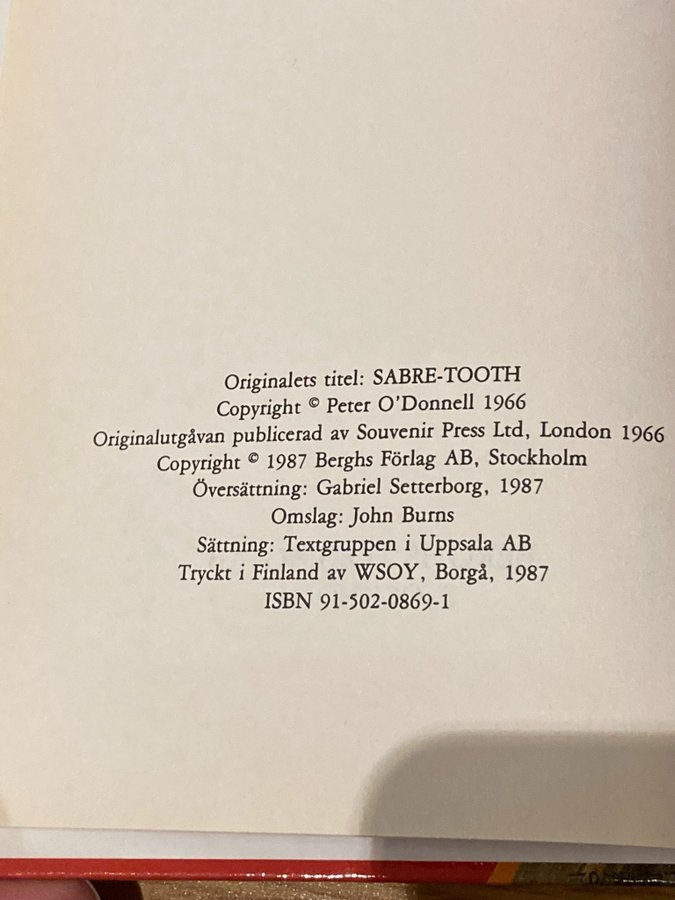 Originalets titel: SABRE-TOOTH
Copyright © Peter O'Donnell 1966
Originalutgåvan publicerad av Souvenir Press Ltd, London 1966
Copyright © 1987 Berghs Förlag AB, Stockholm
Översättning: Gabriel Setterborg, 1987
Omslag: John Burns
Sättning: Textgruppen i Uppsala AB
Tryckt i Finland av WSOY, Borgå, 1987
ISBN 91-502-0869-1